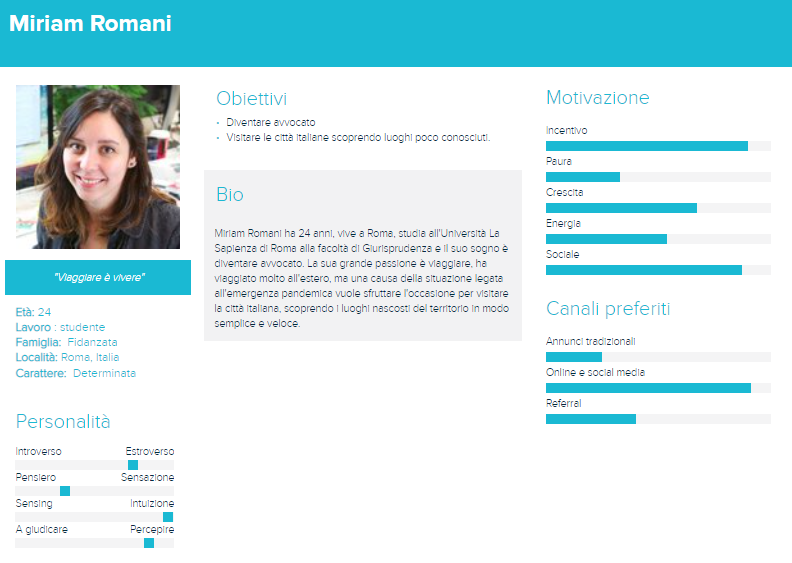 Miriam Romani
"Viaggiare è vivere"
Età: 24
Lavoro : studente
Famiglia: Fidanzata
Località: Roma, Italia
Carattere: Determinata
Personalità
Introverso Estroverso
Pensiero Sensazione
Sensing Intuizione
A giudicare Percepire
Obiettivi
• Diventare avvocato
• Visitare le città italiane scoprendo luoghi poco conosciuti.
Bio
Miriam Romani ha 24 anni, vive a Roma, studia all'Università La
Sapienza di Roma alla facoltà di Giurisprudenza e il suo sogno è
diventare avvocato. La sua grande passione è viaggiare, ha
viaggiato molto all'estero, ma una causa della situazione legata
all'emergenza pandemica vuole sfruttare l'occasione per visitare
la città italiana, scoprendo i luoghi nascosti del territorio in modo
semplice e veloce.
Motivazione
Incentivo
Paura
Crescita
Energia
Sociale
Canali preferiti
Annunci tradizionali
Online e social media
Referral